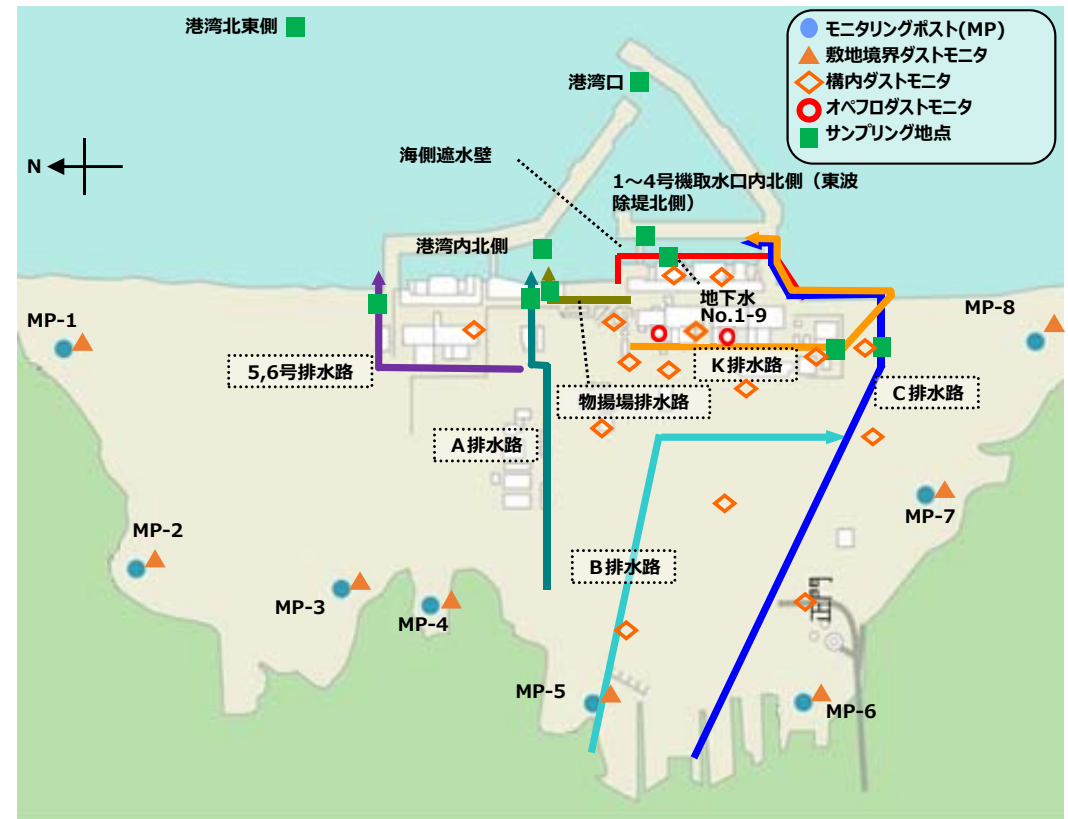 港湾北東側
モニタリングポスト(MP)
敷地境界ダストモニタ
構内ダストモニタ
オペフロダストモニタ
サンプリング地点
港湾口
海側遮水壁
N
1～4号機取水口内北側（東波
除堤北側）
港湾内北側
地下水
No.1-9
MP-8
MP-1
5,6号排水路
K排水路
C排水路
物揚場排水路
A排水路
MP-7
MP-2
B排水路
MP-3
MP-4
MP-5
MP-6